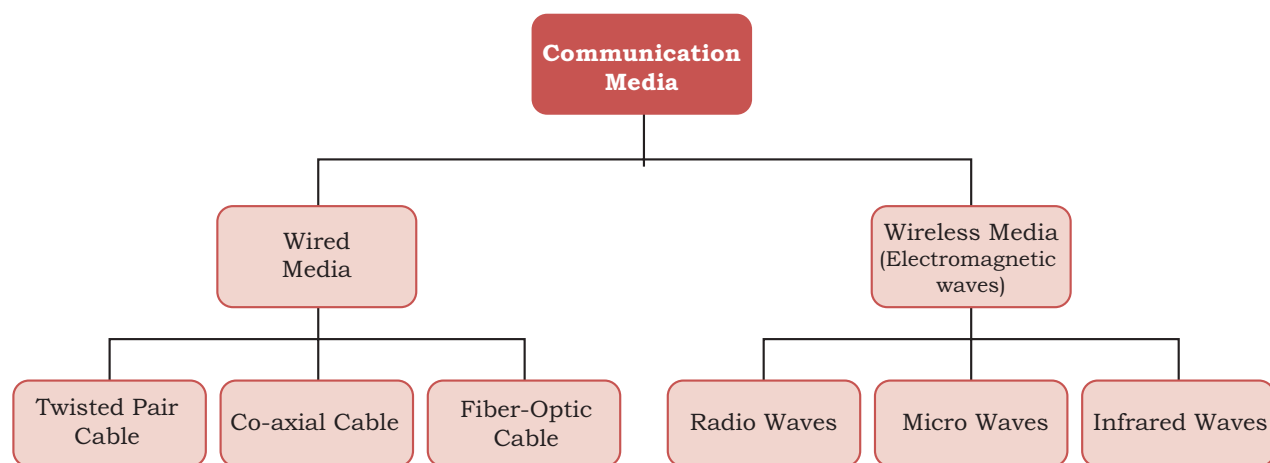 Communication
Media
Wired
Media
Wireless Media
(Electromagnetic
waves)
Twisted Pair
Cable
Co-axial Cable
Fiber-Optic
Cable
Radio Waves
Micro Waves
Infrared Waves